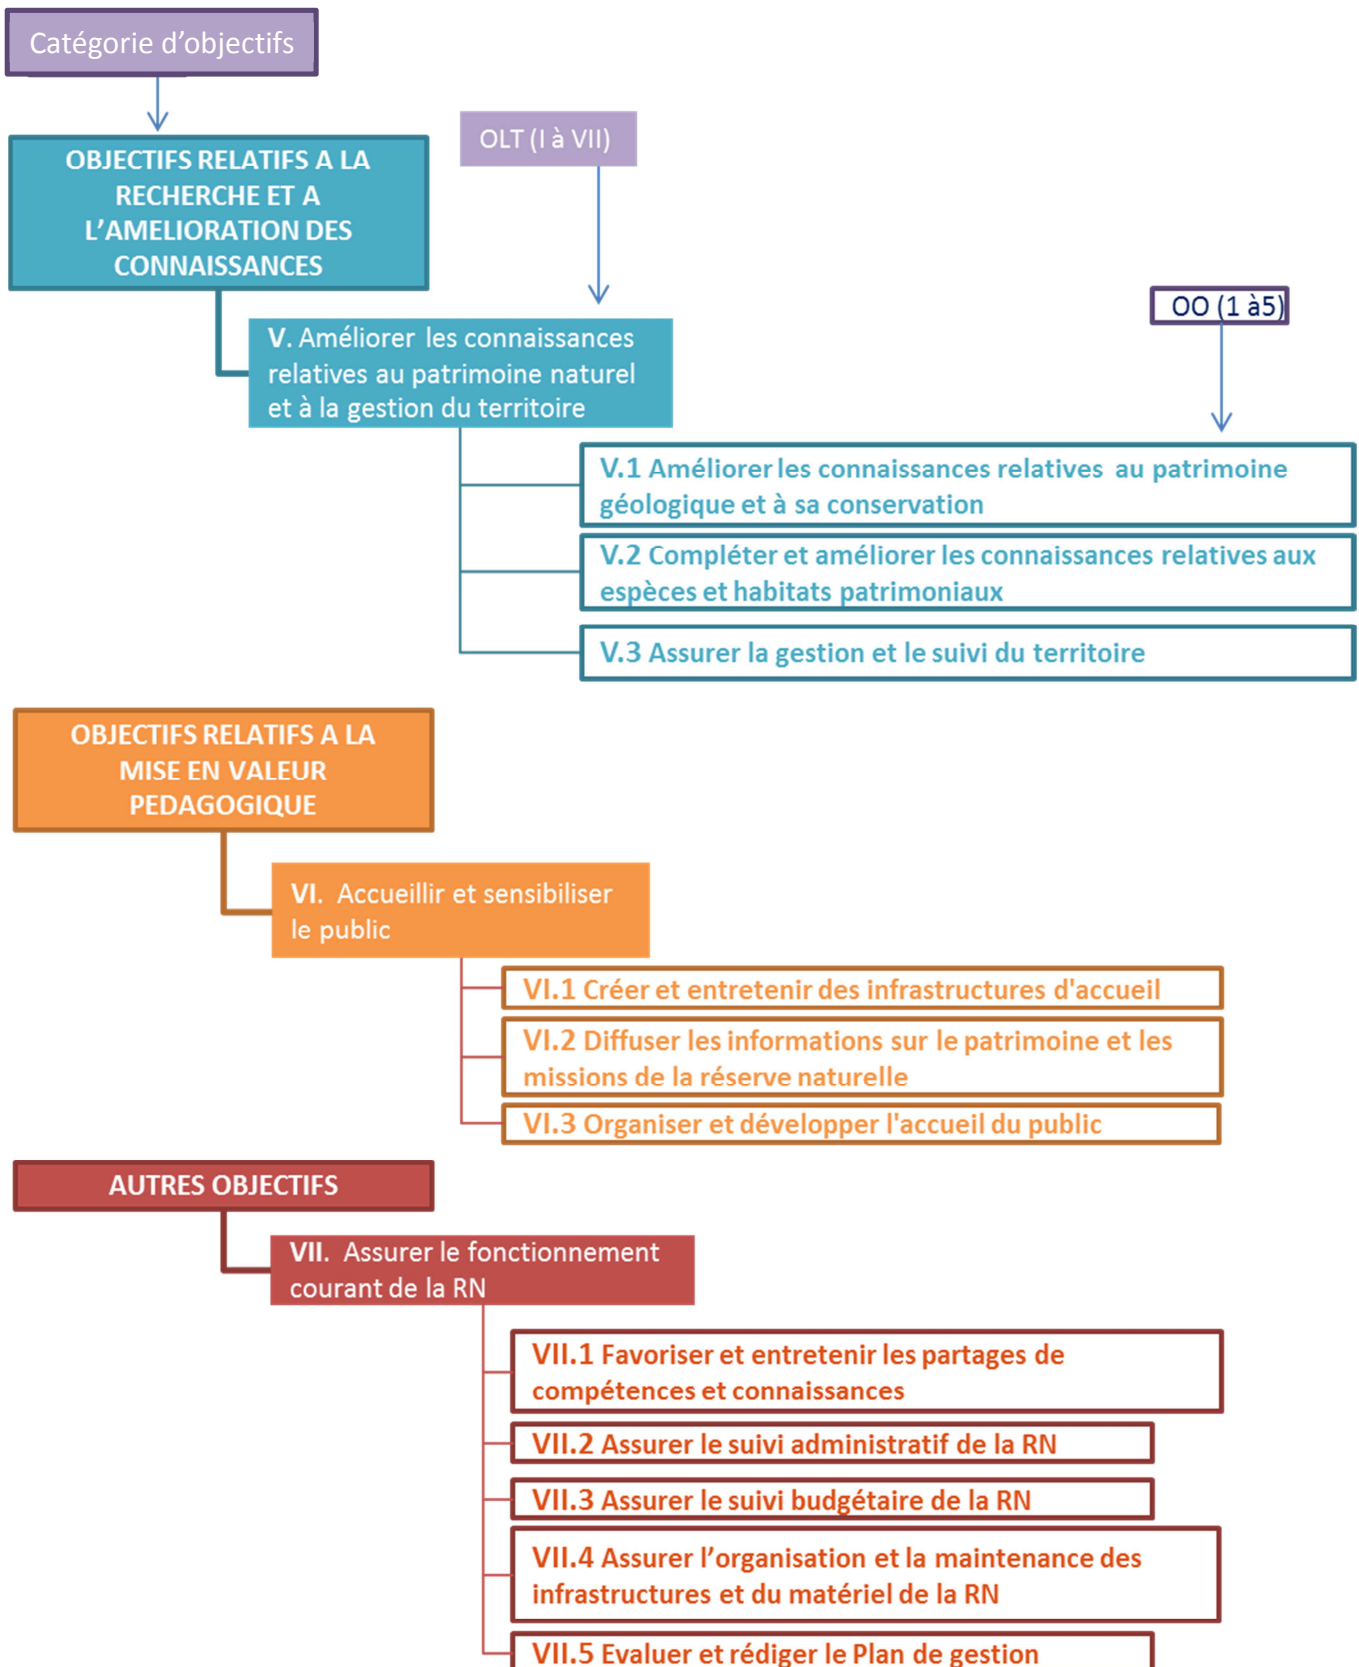 Catégorie d'objectifs
OLT (I à VII)
OBJECTIFS RELATIFS A LA
RECHERCHE ET A
L'AMELIORATION DES
CONNAISSANCES
OO (1 à5)
V. Améliorer les connaissances
relatives au patrimoine naturel
et à la gestion du territoire
V.1 Améliorer les connaissances relatives au patrimoine
géologique et à sa conservation
V.2 Compléter et améliorer les connaissances relatives aux
espèces et habitats patrimoniaux
V.3 Assurer la gestion et le suivi du territoire
OBJECTIFS RELATIFS A LA
MISE EN VALEUR
PEDAGOGIQUE
VI. Accueillir et sensibiliser
le public
VI.1 Créer et entretenir des infrastructures d'accueil
VI.2 Diffuser les informations sur le patrimoine et les
missions de la réserve naturelle
VI.3 Organiser et développer l'accueil du public
AUTRES OBJECTIFS
VII. Assurer le fonctionnement
courant de la RN
VII.1 Favoriser et entretenir les partages de
compétences et connaissances
VII.2 Assurer le suivi administratif de la RN
VII.3 Assurer le suivi budgétaire de la RN
VII.4 Assurer l'organisation et la maintenance des
infrastructures et du matériel de la RN
VII.5 Evaluer et rédiger le Plan de gestion